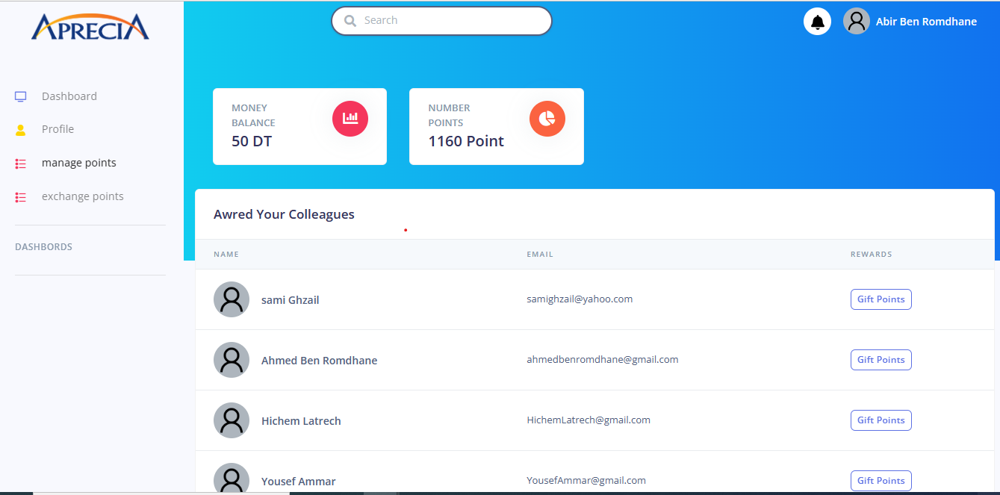 APRECIA
Search
Abir Ben Romdhane
Dashboard
Profile
manage points
exchange points
DASHBORDS
MONEY
BALANCE
50 DT
NUMBER
POINTS
1160 Point
Awred Your Colleagues
NAME EMAIL REWARDS
sami Ghzail samighzail@yahoo.com Gift Points
Ahmed Ben Romdhane ahmedbenromdhane@gmail.com Gift Points
Hichem Latrech HichemLatrech@gmail.com Gift Points
Yousef Ammar YousefAmmar@gmail.com Gift Points